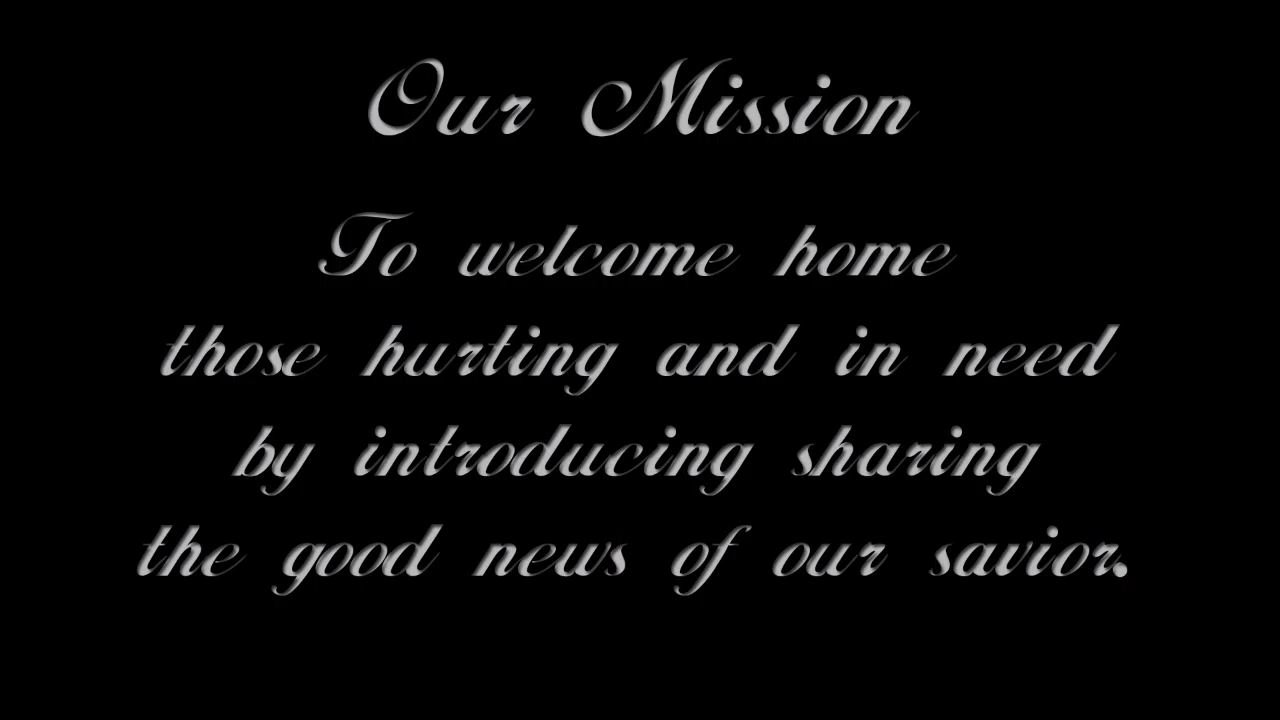 Our Mission
To welcome home
those hurting and in need
by introducing sharing
the good news of our savior.